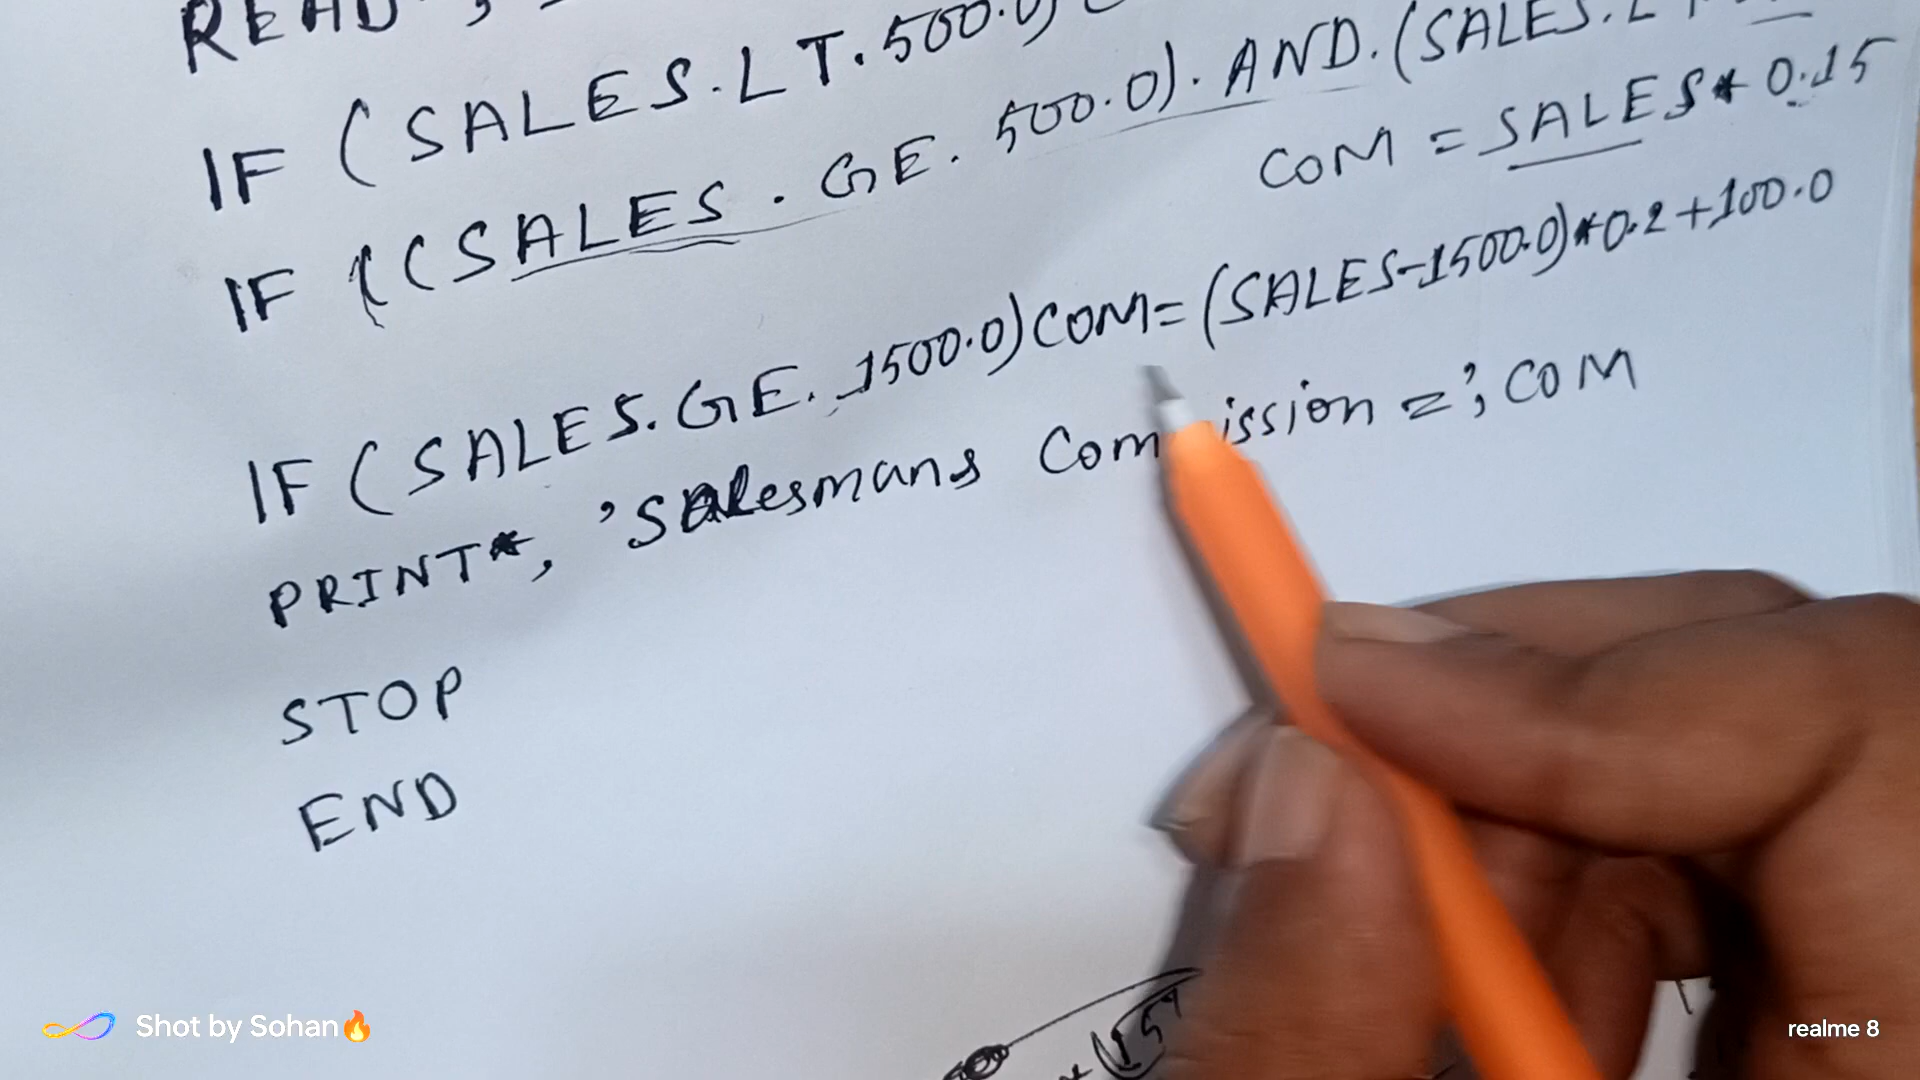 READ*,
IF (SALES.LT.500.0)
IF ((SALES.GE.500.0).AND.(SALES.LT
COM = SALES*0.15
IF (SALES.GE.1500.0)COM=(SALES-1500.0)*0.2+100.0
PRINT*, 'Salesmans Commission =', COM
STOP
END
Shot by Sohan🔥
realme 8